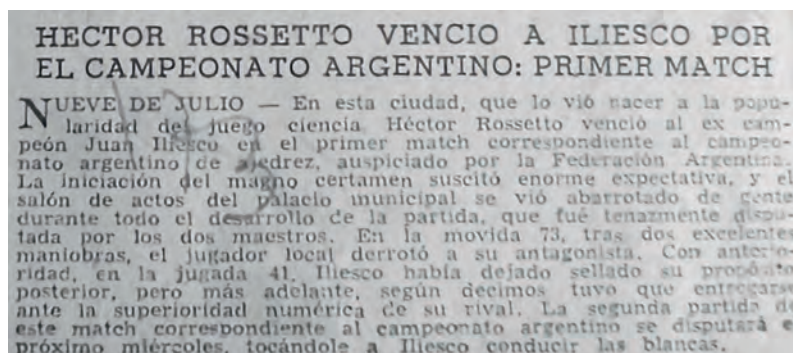 HECTOR ROSSETTO VENCIO A ILIESCO POR
EL CAMPEONATO ARGENTINO: PRIMER MATCH
NUEVE DE JULIO — En esta ciudad, que lo vió nacer a la popu-
laridad del juego ciencia Héctor Rossetto venció al ex cam-
peón Juan Iliesco en el primer match correspondiente al campeo-
nato argentino de ajedrez, auspiciado por la Federación Argentina.
La iniciación del magno certamen suscitó enorme expectativa, y el
salón de actos del palacio municipal se vió abarrotado de gente
durante todo el desarrollo de la partida, que fué tenazmente dispu-
tada por los dos maestros. En la movida 73, tras dos excelentes
maniobras, el jugador local derrotó a su antagonista. Con anterio-
ridad, en la jugada 41, Iliesco había dejado sellado su propósito
posterior, pero más adelante, según decimos tuvo que entregarse
ante la superioridad numérica de su rival. La segunda partida de
este match correspondiente al campeonato argentino se disputará e
próximo miércoles, tocándole a Iliesco conducir las blancas.